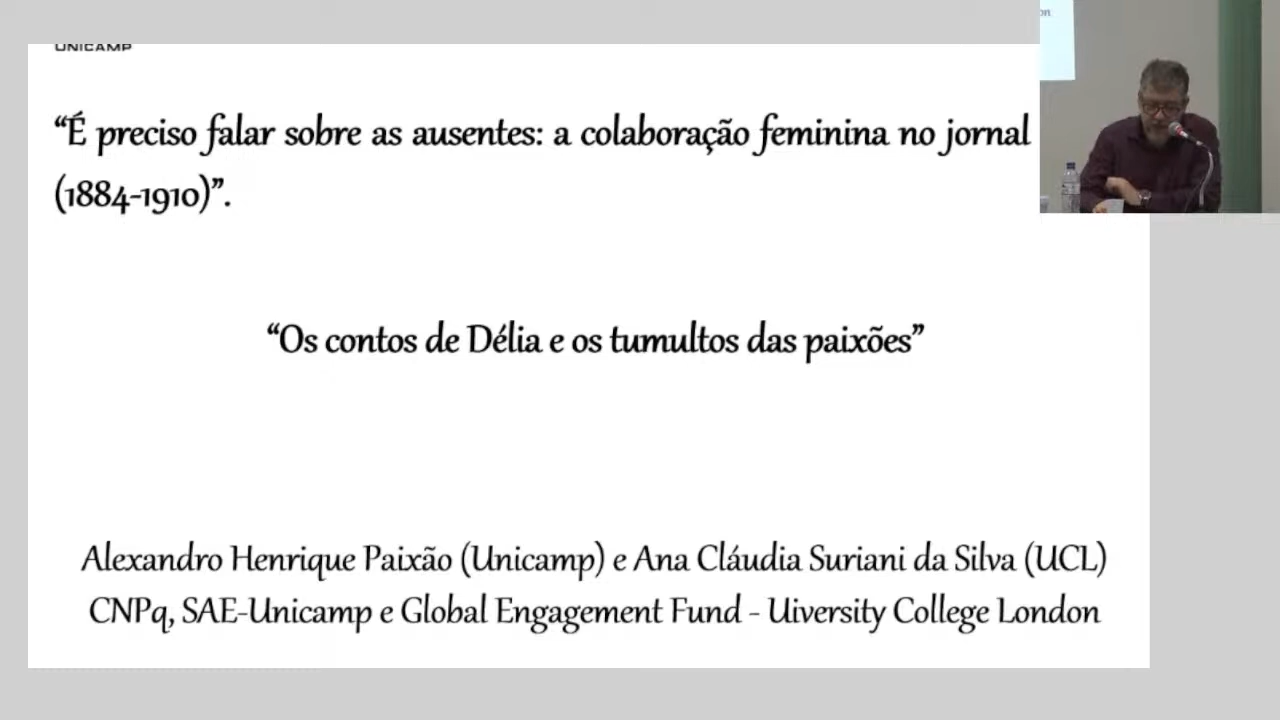 UNICAMP
“É preciso falar sobre as ausentes: a colaboração feminina no jornal
(1884-1910)”.
“Os contos de Délia e os tumultos das paixões”
Alexandro Henrique Paixão (Unicamp) e Ana Cláudia Suriani da Silva (UCL)
CNPq, SAE-Unicamp e Global Engagement Fund - Uiversity College London